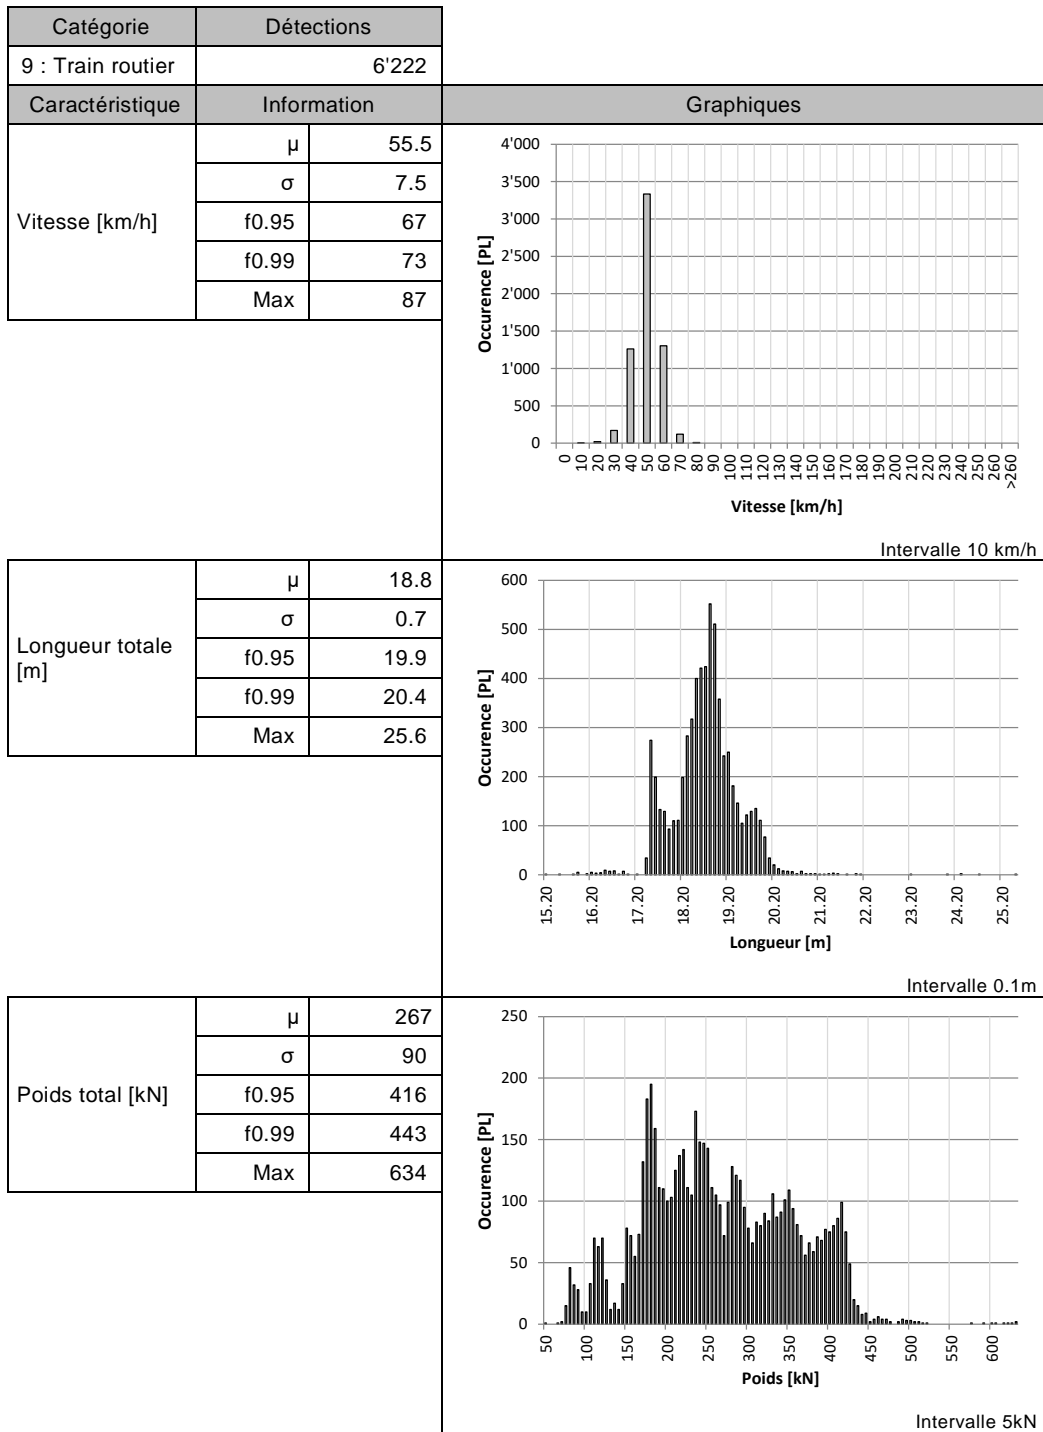 Catégorie Détections
9 : Train routier 6'222
Caractéristique Information Graphiques
Vitesse [km/h]
µ 55.5
σ 7.5
f0.95 67
f0.99 73
Max 87
4'000
3'500
3'000
2'500
2'000
1'500
1'000
500
0
Occurence [PL]
0 10 20 30 40 50 60 70 80 90 100 110 120 130 140 150 160 170 180 190 200 210 220 230 240 250 260 >260
Vitesse [km/h]
Intervalle 10 km/h
Longueur totale
[m]
µ 18.8
σ 0.7
f0.95 19.9
f0.99 20.4
Max 25.6
600
500
400
300
200
100
0
Occurence [PL]
15.20 16.20 17.20 18.20 19.20 20.20 21.20 22.20 23.20 24.20 25.20
Longueur [m]
Intervalle 0.1m
Poids total [kN]
µ 267
σ 90
f0.95 416
f0.99 443
Max 634
250
200
150
100
50
0
Occurence [PL]
50 100 150 200 250 300 350 400 450 500 550 600
Poids [kN]
Intervalle 5kN